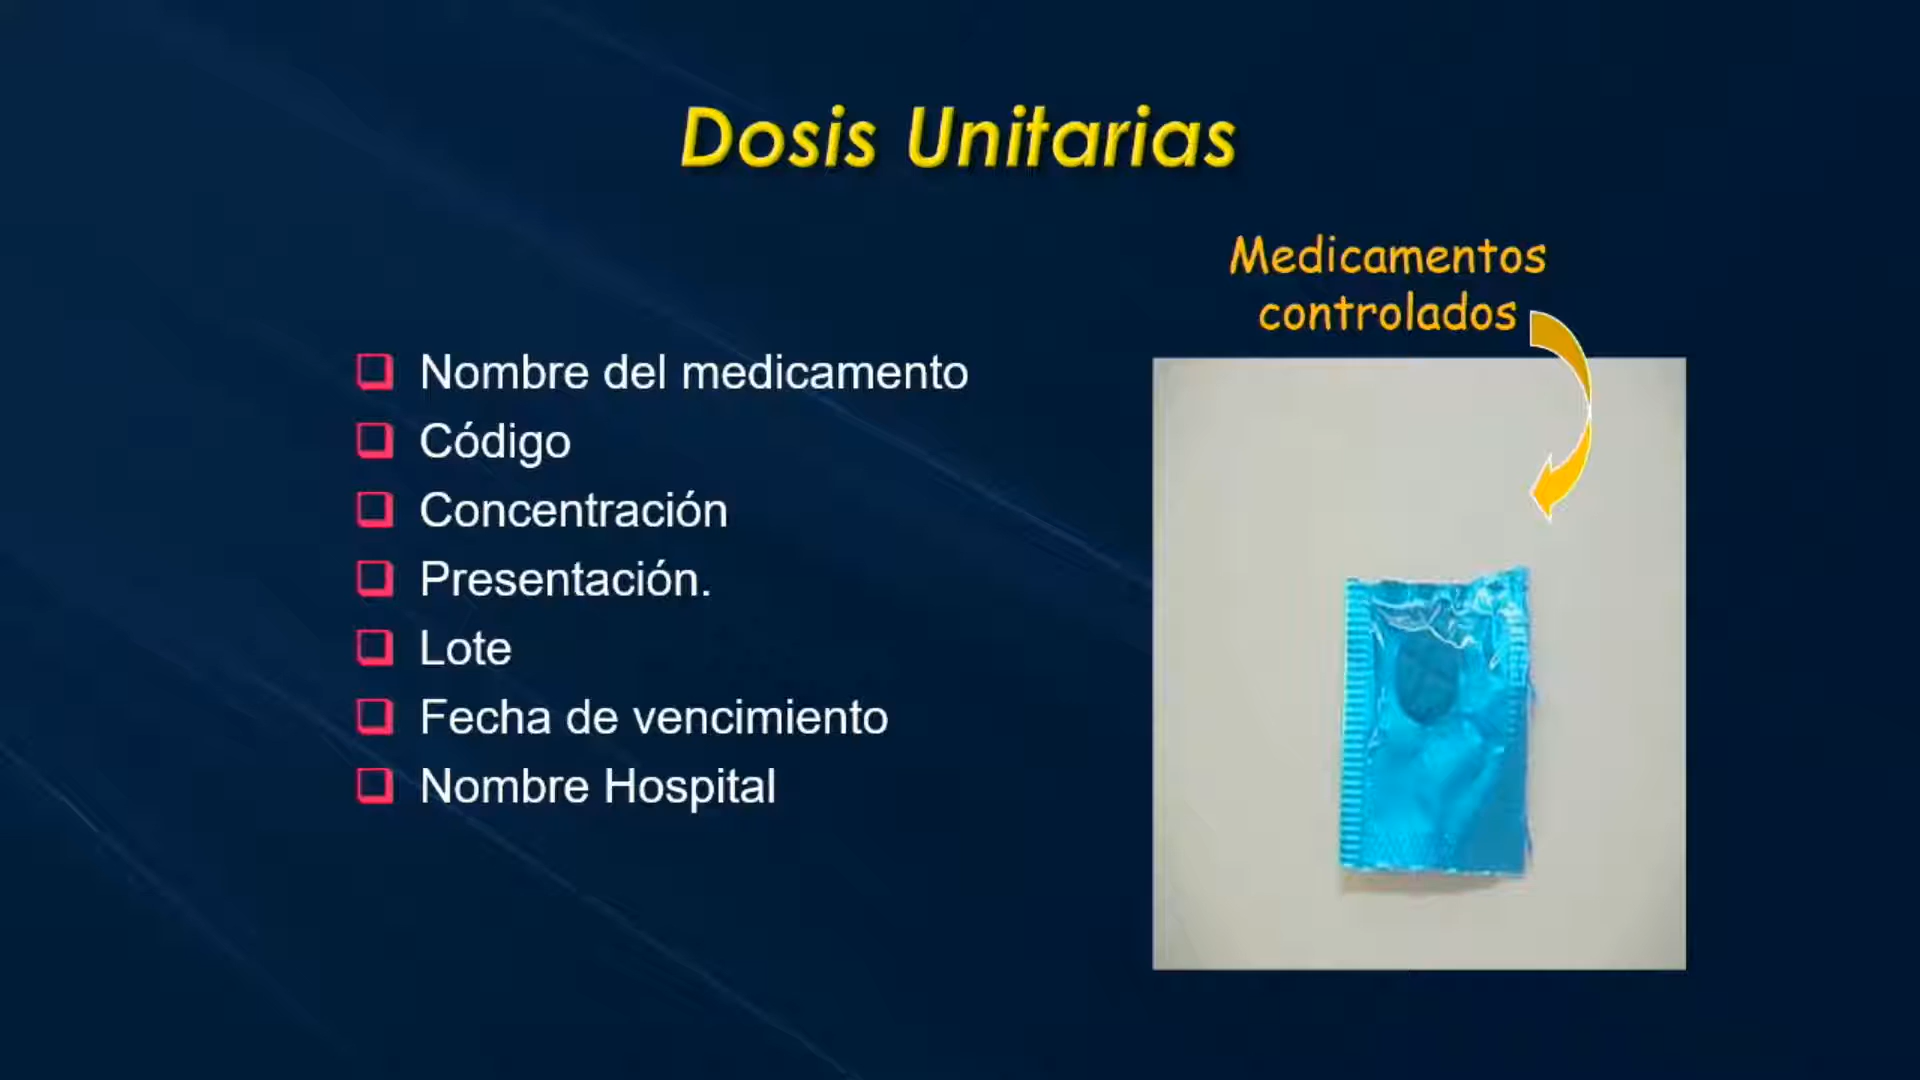 Dosis Unitarias
Medicamentos
controlados
Nombre del medicamento
Código
Concentración
Presentación.
Lote
Fecha de vencimiento
Nombre Hospital